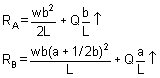 R_A = wb²/2L + Q b/L ↑
R_B = wb(a + 1/2b)²/L + Q a/L ↑